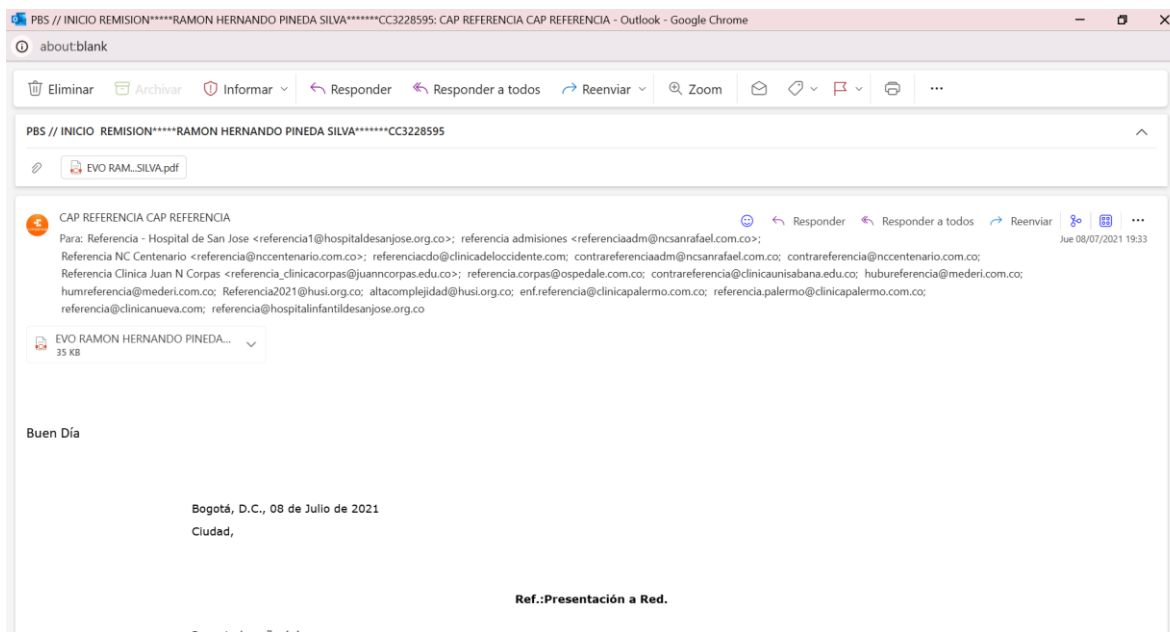 PBS // INICIO REMISION*****RAMON HERNANDO PINEDA SILVA*******CC3228595: CAP REFERENCIA CAP REFERENCIA - Outlook - Google Chrome
about:blank
Eliminar Archivar Informar Responder Responder a todos Reenviar Zoom
PBS // INICIO REMISION*****RAMON HERNANDO PINEDA SILVA*******CC3228595
EVO RAM...SILVA.pdf
CAP REFERENCIA CAP REFERENCIA
Responder Responder a todos Reenviar
Para: Referencia - Hospital de San Jose <referencia1@hospitaldesanjose.org.co>; referencia admisiones <referenciaadm@ncsanrafael.com.co>;
Jue 08/07/2021 19:33
Referencia NC Centenario <referencia@nccentenario.com.co>; referenciacdo@clinicadeloccidente.com; contrareferenciaadm@ncsanrafael.com.co; contrareferencia@nccentenario.com.co;
Referencia Clinica Juan N Corpas <referencia_clinicacorpas@juanncorpas.edu.co>; referencia.corpas@ospedale.com.co; contrareferencia@clinicaunisabana.edu.co; hubureferencia@mederi.com.co;
humreferencia@mederi.com.co; Referencia2021@husi.org.co; altacomplejidad@husi.org.co; enf.referencia@clinicapalermo.com.co; referencia.palermo@clinicapalermo.com.co;
referencia@clinicanueva.com; referencia@hospitalinfantildesanjose.org.co
EVO RAMON HERNANDO PINEDA...
35 KB
Buen Día
Bogotá, D.C., 08 de Julio de 2021
Ciudad,
Ref.:Presentación a Red.